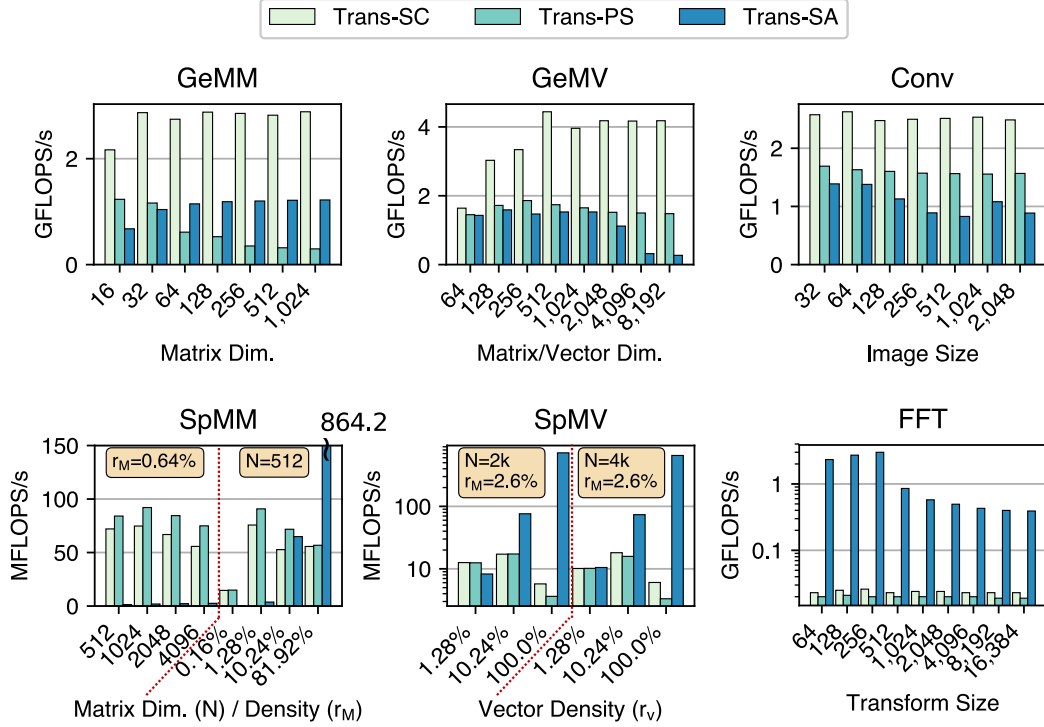 Trans-SC Trans-PS Trans-SA
GeMM
GFLOPS/s
2
0
16 32 64 128 256 512 1,024
Matrix Dim.
GeMV
GFLOPS/s
4
2
0
64 128 256 512 1,024 2,048 4,096 8,192
Matrix/Vector Dim.
Conv
GFLOPS/s
2
1
0
32 64 128 256 512 1,024 2,048
Image Size
SpMM
864.2
MFLOPS/s
150
100
50
0
r_M=0.64%
N=512
512 1024 2048 4096 0.16% 1.28% 10.24% 81.92%
Matrix Dim. (N) / Density (r_M)
SpMV
MFLOPS/s
100
10
N=2k
r_M=2.6%
N=4k
r_M=2.6%
1.28% 10.24% 100.0% 1.28% 10.24% 100.0%
Vector Density (r_v)
FFT
GFLOPS/s
1
0.1
64 128 256 512 1,024 2,048 4,096 8,192 16,384
Transform Size